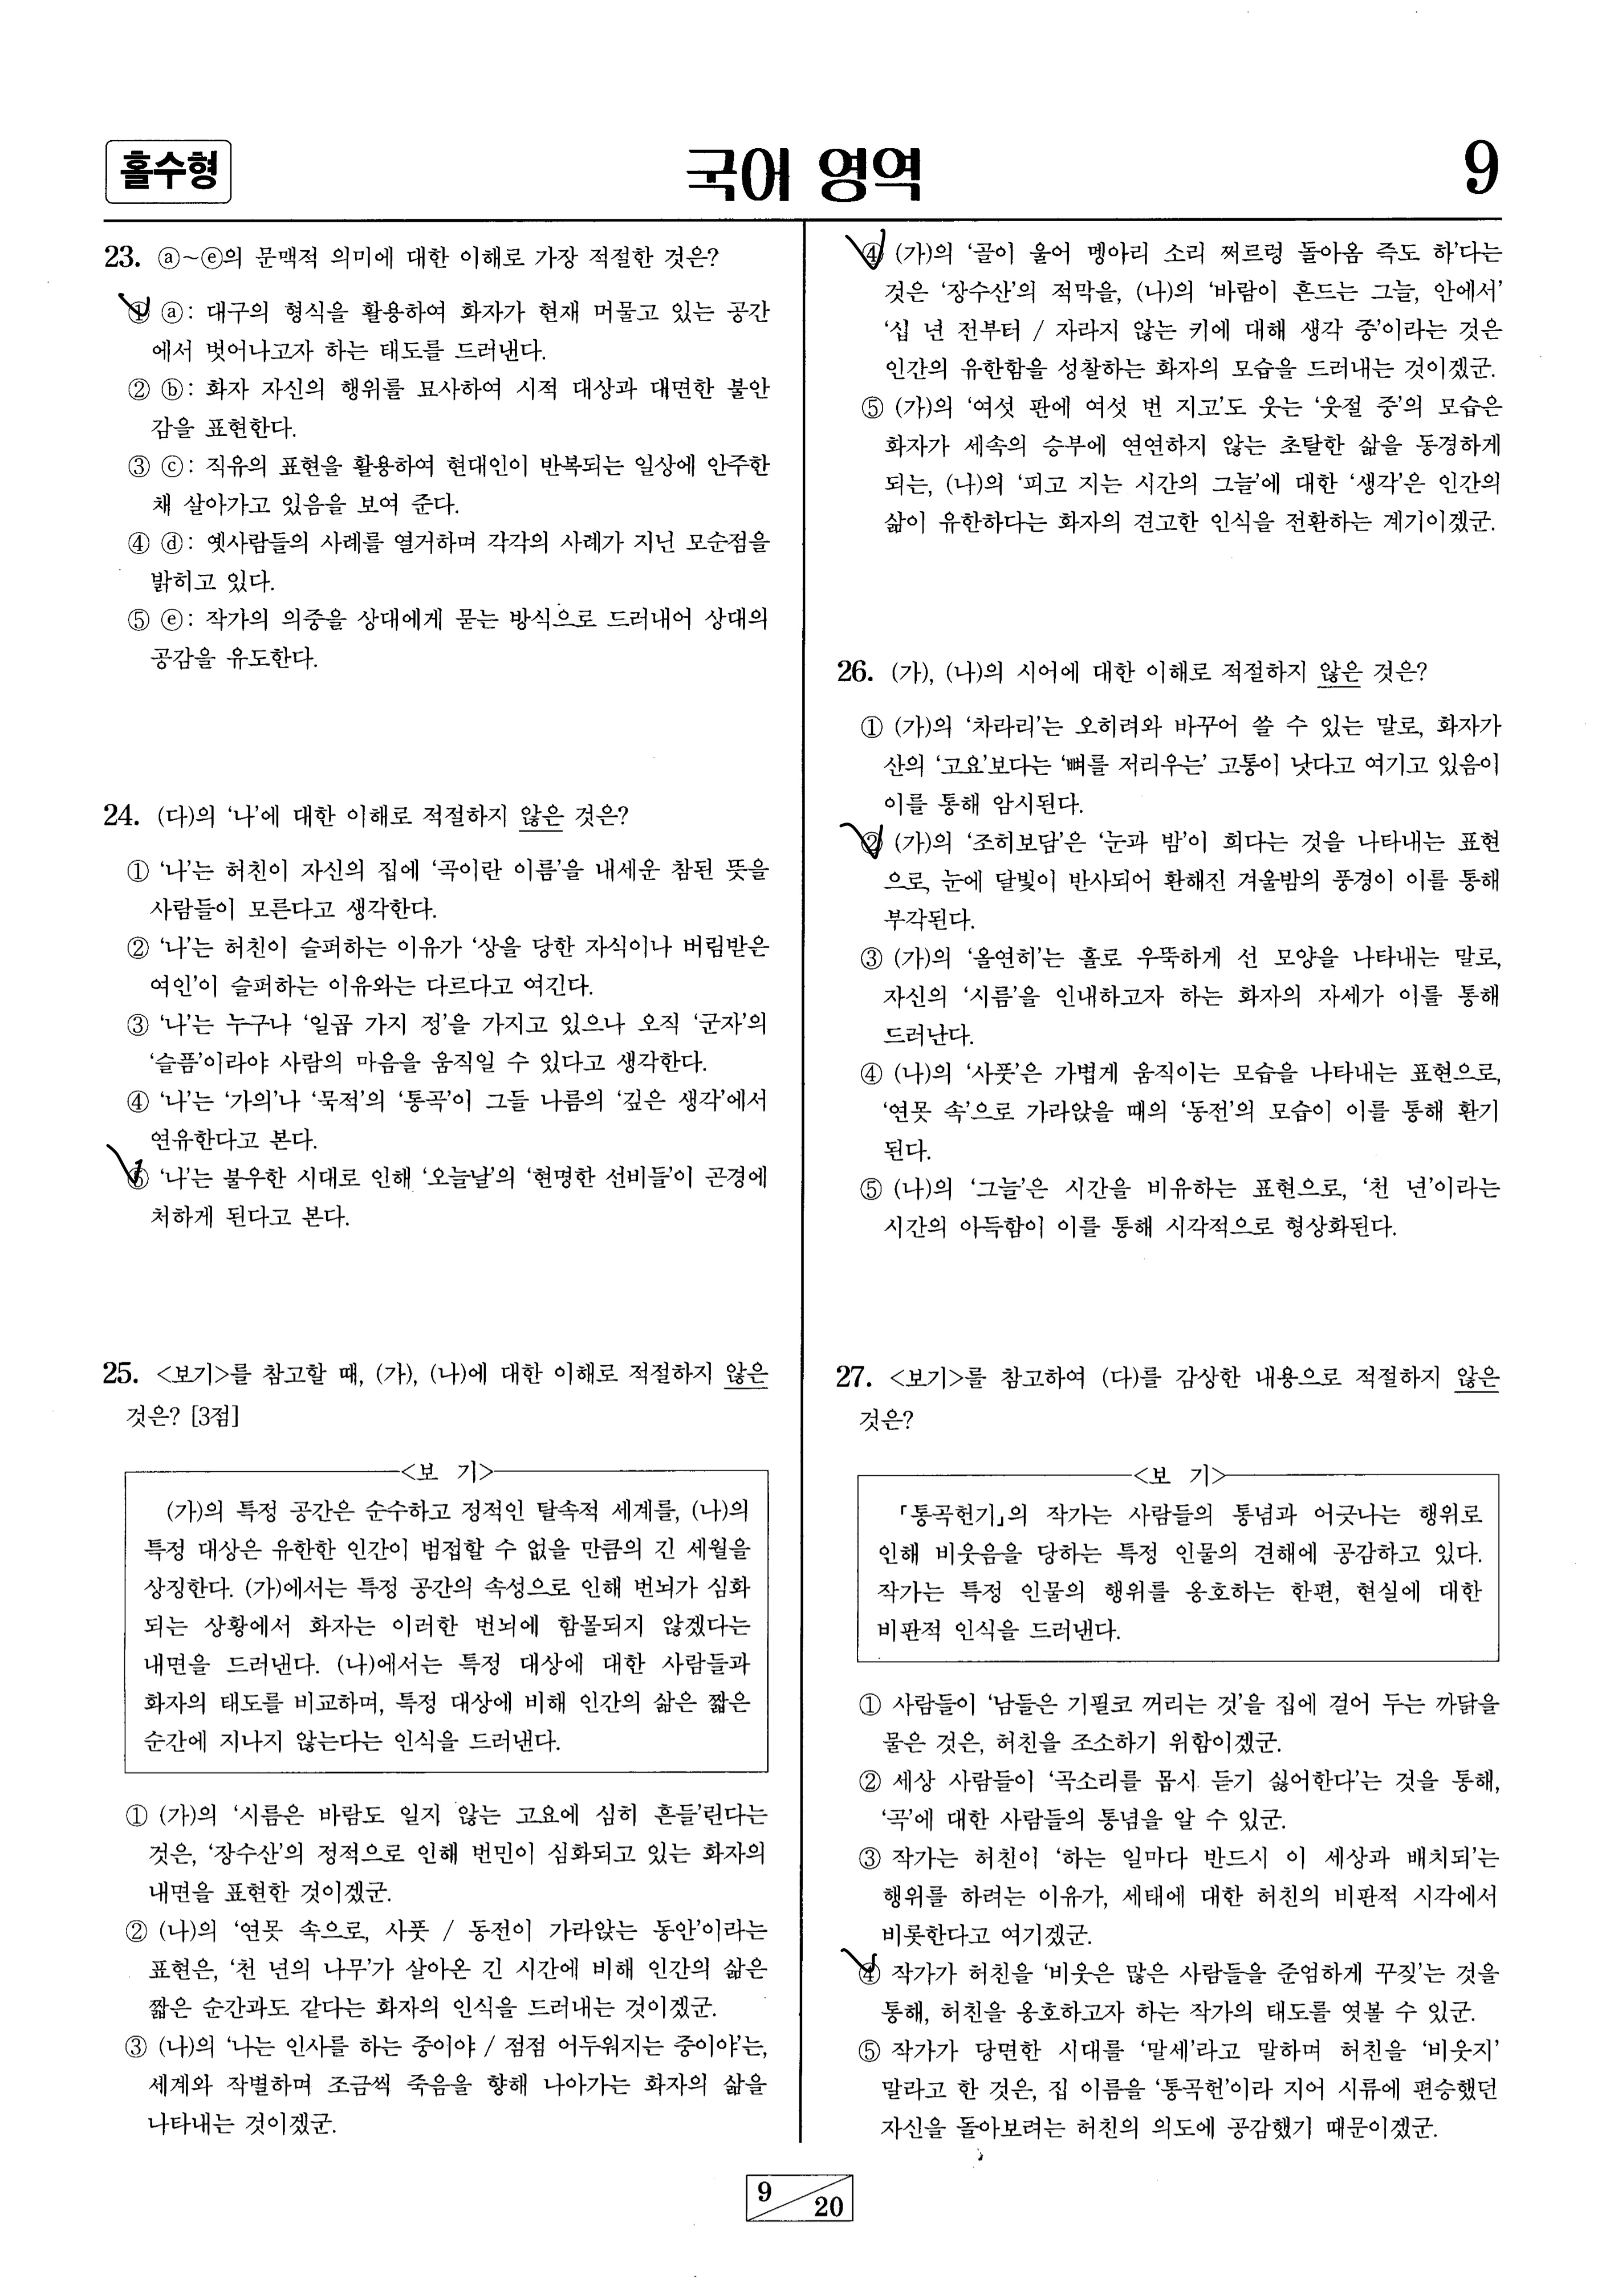 홀수형
국어 영역
9
23. ⓐ~ⓔ의 문맥적 의미에 대한 이해로 가장 적절한 것은?
① ⓐ: 대구의 형식을 활용하여 화자가 현재 머물고 있는 공간
에서 벗어나고자 하는 태도를 드러낸다.
② ⓑ: 화자 자신의 행위를 묘사하여 시적 대상과 대면한 불안
감을 표현한다.
③ ⓒ: 직유의 표현을 활용하여 현대인이 반복되는 일상에 안주한
채 살아가고 있음을 보여 준다.
④ ⓓ: 옛사람들의 사례를 열거하며 각각의 사례가 지닌 모순점을
밝히고 있다.
⑤ ⓔ: 작가의 의중을 상대에게 묻는 방식으로 드러내어 상대의
공감을 유도한다.
24. (다)의 ‘나’에 대한 이해로 적절하지 않은 것은?
① ‘나’는 허친이 자신의 집에 ‘곡이란 이름’을 내세운 참된 뜻을
사람들이 모른다고 생각한다.
② ‘나’는 허친이 슬퍼하는 이유가 ‘상을 당한 자식이나 버림받은
여인’이 슬퍼하는 이유와는 다르다고 여긴다.
③ ‘나’는 누구나 ‘일곱 가지 정’을 가지고 있으나 오직 ‘군자’의
‘슬픔’이라야 사람의 마음을 움직일 수 있다고 생각한다.
④ ‘나’는 ‘가의’나 ‘묵적’의 ‘통곡’이 그들 나름의 ‘깊은 생각’에서
연유한다고 본다.
⑤ ‘나’는 불우한 시대로 인해 ‘오늘날’의 ‘현명한 선비들’이 곤경에
처하게 된다고 본다.
25. <보기>를 참고할 때, (가), (나)에 대한 이해로 적절하지 않은
것은? [3점]
<보 기>
(가)의 특정 공간은 순수하고 정적인 탈속적 세계를, (나)의
특정 대상은 유한한 인간이 범접할 수 없을 만큼의 긴 세월을
상징한다. (가)에서는 특정 공간의 속성으로 인해 번뇌가 심화
되는 상황에서 화자는 이러한 번뇌에 함몰되지 않겠다는
내면을 드러낸다. (나)에서는 특정 대상에 대한 사람들과
화자의 태도를 비교하며, 특정 대상에 비해 인간의 삶은 짧은
순간에 지나지 않는다는 인식을 드러낸다.
① (가)의 ‘시름은 바람도 일지 않는 고요에 심히 흔들’린다는
것은, ‘장수산’의 정적으로 인해 번민이 심화되고 있는 화자의
내면을 표현한 것이겠군.
② (나)의 ‘연못 속으로, 사풋 / 동전이 가라앉는 동안’이라는
표현은, ‘천 년의 나무’가 살아온 긴 시간에 비해 인간의 삶은
짧은 순간과도 같다는 화자의 인식을 드러내는 것이겠군.
③ (나)의 ‘나는 인사를 하는 중이야 / 점점 어두워지는 중이야’는,
세계와 작별하며 조금씩 죽음을 향해 나아가는 화자의 삶을
나타내는 것이겠군.
④ (가)의 ‘골이 울어 멩아리 소리 쩌르렁 돌아옴 즉도 하’다는
것은 ‘장수산’의 적막을, (나)의 ‘바람이 흔드는 그늘, 안에서’
‘십 년 전부터 / 자라지 않는 키에 대해 생각 중’이라는 것은
인간의 유한함을 성찰하는 화자의 모습을 드러내는 것이겠군.
⑤ (가)의 ‘여섯 판에 여섯 번 지고’도 웃는 ‘웃절 중’의 모습은
화자가 세속의 승부에 연연하지 않는 초탈한 삶을 동경하게
되는, (나)의 ‘피고 지는 시간의 그늘’에 대한 ‘생각’은 인간의
삶이 유한하다는 화자의 견고한 인식을 전환하는 계기이겠군.
26. (가), (나)의 시어에 대한 이해로 적절하지 않은 것은?
① (가)의 ‘차라리’는 오히려와 바꾸어 쓸 수 있는 말로, 화자가
산의 ‘고요’보다는 ‘뼈를 저리우는’ 고통이 낫다고 여기고 있음이
이를 통해 암시된다.
② (가)의 ‘조히보담’은 ‘눈과 밤’이 희다는 것을 나타내는 표현
으로, 눈에 달빛이 반사되어 환해진 겨울밤의 풍경이 이를 통해
부각된다.
③ (가)의 ‘올연히’는 홀로 우뚝하게 선 모양을 나타내는 말로,
자신의 ‘시름’을 인내하고자 하는 화자의 자세가 이를 통해
드러난다.
④ (나)의 ‘사풋’은 가볍게 움직이는 모습을 나타내는 표현으로,
‘연못 속’으로 가라앉을 때의 ‘동전’의 모습이 이를 통해 환기
된다.
⑤ (나)의 ‘그늘’은 시간을 비유하는 표현으로, ‘천 년’이라는
시간의 아득함이 이를 통해 시각적으로 형상화된다.
27. <보기>를 참고하여 (다)를 감상한 내용으로 적절하지 않은
것은?
<보 기>
「통곡헌기」의 작가는 사람들의 통념과 어긋나는 행위로
인해 비웃음을 당하는 특정 인물의 견해에 공감하고 있다.
작가는 특정 인물의 행위를 옹호하는 한편, 현실에 대한
비판적 인식을 드러낸다.
① 사람들이 ‘남들은 기필코 꺼리는 것’을 집에 걸어 두는 까닭을
물은 것은, 허친을 조소하기 위함이겠군.
② 세상 사람들이 ‘곡소리를 몹시 듣기 싫어한다’는 것을 통해,
‘곡’에 대한 사람들의 통념을 알 수 있군.
③ 작가는 허친이 ‘하는 일마다 반드시 이 세상과 배치되’는
행위를 하려는 이유가, 세태에 대한 허친의 비판적 시각에서
비롯한다고 여기겠군.
④ 작가가 허친을 ‘비웃은 많은 사람들을 준엄하게 꾸짖’는 것을
통해, 허친을 옹호하고자 하는 작가의 태도를 엿볼 수 있군.
⑤ 작가가 당면한 시대를 ‘말세’라고 말하며 허친을 ‘비웃지’
말라고 한 것은, 집 이름을 ‘통곡헌’이라 지어 시류에 편승했던
자신을 돌아보려는 허친의 의도에 공감했기 때문이겠군.
9
20